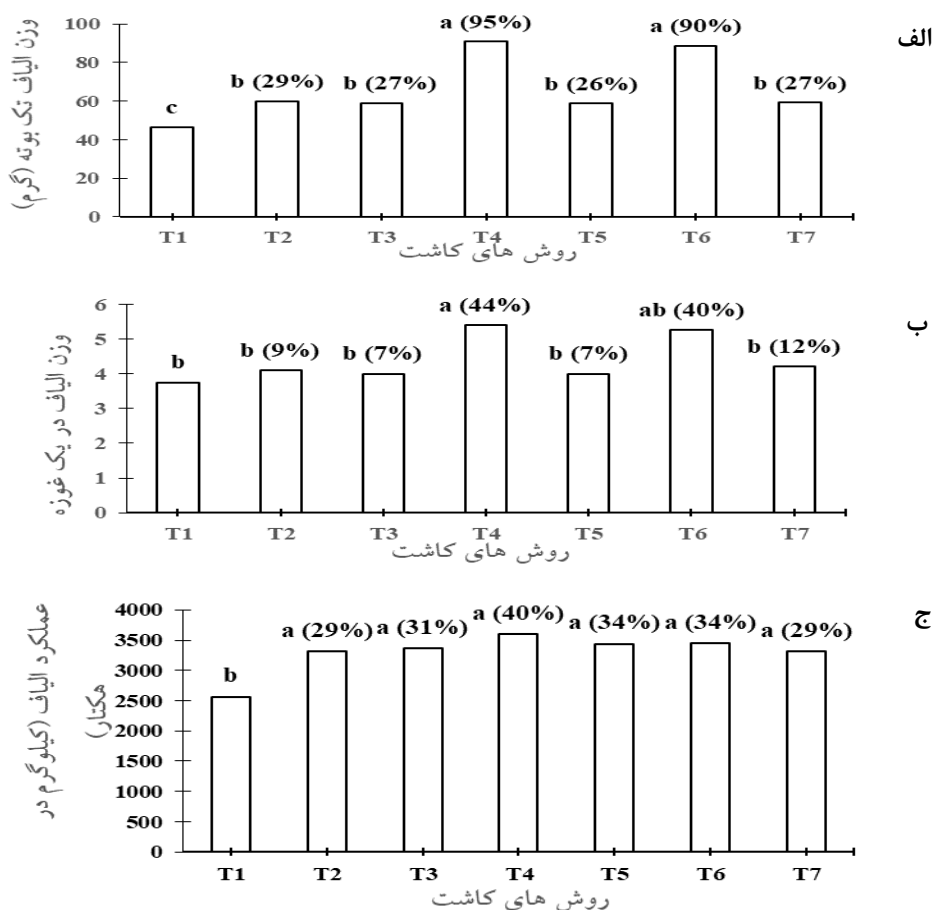 الف
وزن الیاف تک بوته (گرم)
100
80
60
40
20
0
c
b (29%)
b (27%)
a (95%)
b (26%)
a (90%)
b (27%)
T1 T2 T3 T4 T5 T6 T7
روش های کاشت
ب
وزن الیاف در یک غوزه
6
5
4
3
2
1
0
b
b (9%)
b (7%)
a (44%)
b (7%)
ab (40%)
b (12%)
T1 T2 T3 T4 T5 T6 T7
روش های کاشت
ج
عملکرد الیاف (کیلوگرم در
هکتار)
4000
3500
3000
2500
2000
1500
1000
500
0
b
a (29%)
a (31%)
a (40%)
a (34%)
a (34%)
a (29%)
T1 T2 T3 T4 T5 T6 T7
روش های کاشت